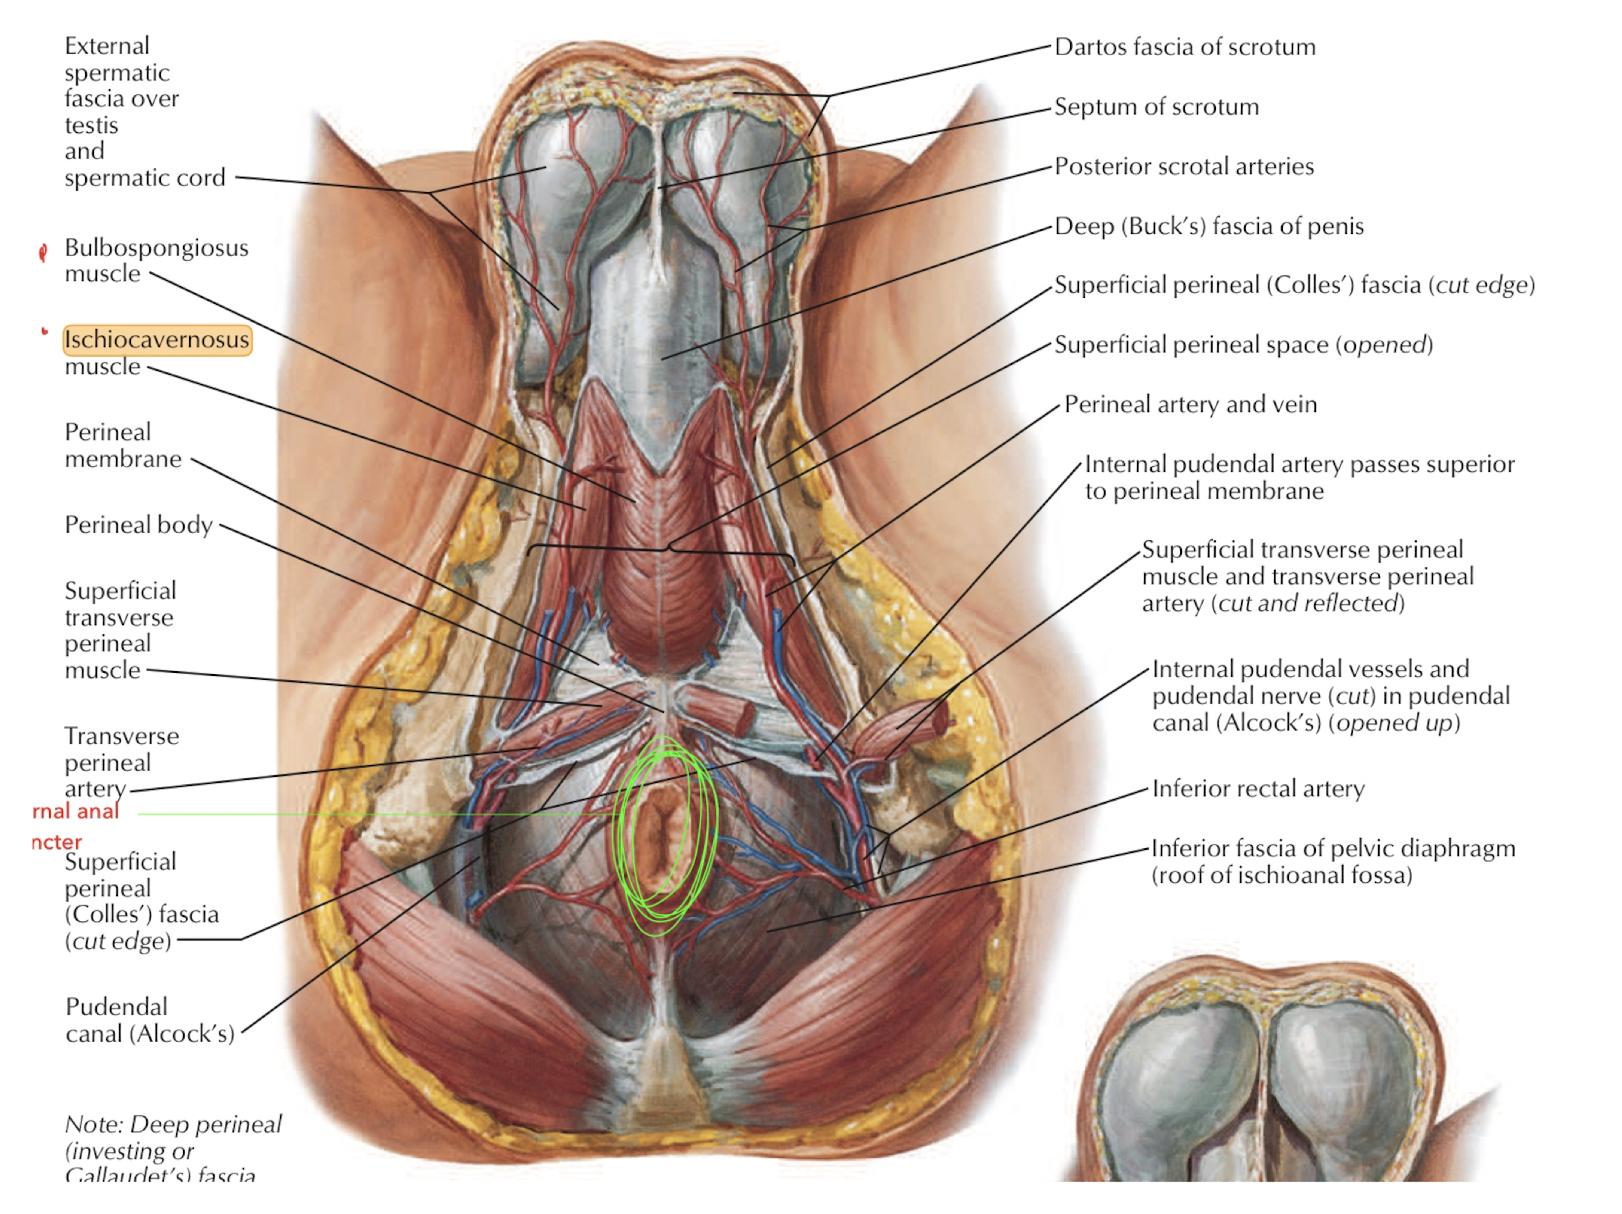 External
spermatic
fascia over
testis
and
spermatic cord
Bulbospongiosus
muscle
Ischiocavernosus
muscle
Perineal
membrane
Perineal body
Superficial
transverse
perineal
muscle
Transverse
perineal
artery
rnal anal
ncter
Superficial
perineal
(Colles’) fascia
(cut edge)
Pudendal
canal (Alcock’s)
Note: Deep perineal
(investing or
Gallaudet’s) fascia
Dartos fascia of scrotum
Septum of scrotum
Posterior scrotal arteries
Deep (Buck’s) fascia of penis
Superficial perineal (Colles’) fascia (cut edge)
Superficial perineal space (opened)
Perineal artery and vein
Internal pudendal artery passes superior
to perineal membrane
Superficial transverse perineal
muscle and transverse perineal
artery (cut and reflected)
Internal pudendal vessels and
pudendal nerve (cut) in pudendal
canal (Alcock’s) (opened up)
Inferior rectal artery
Inferior fascia of pelvic diaphragm
(roof of ischioanal fossa)